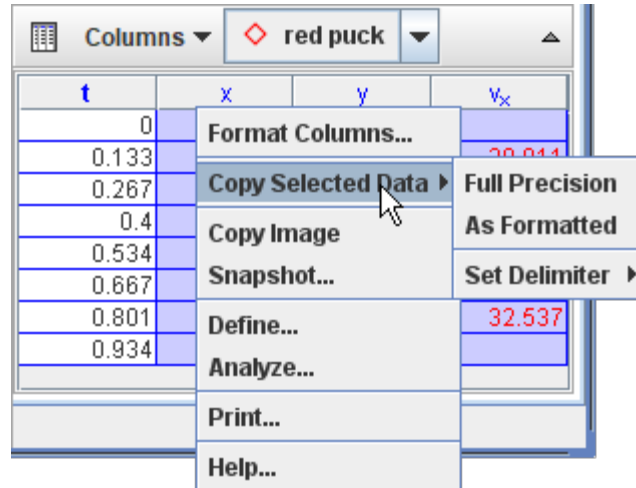 Columns red puck
t x y vx
0
0.133
0.267
0.4
0.534
0.667
0.801 32.537
0.934
Format Columns...
Copy Selected Data
Copy Image
Snapshot...
Define...
Analyze...
Print...
Help...
Full Precision
As Formatted
Set Delimiter